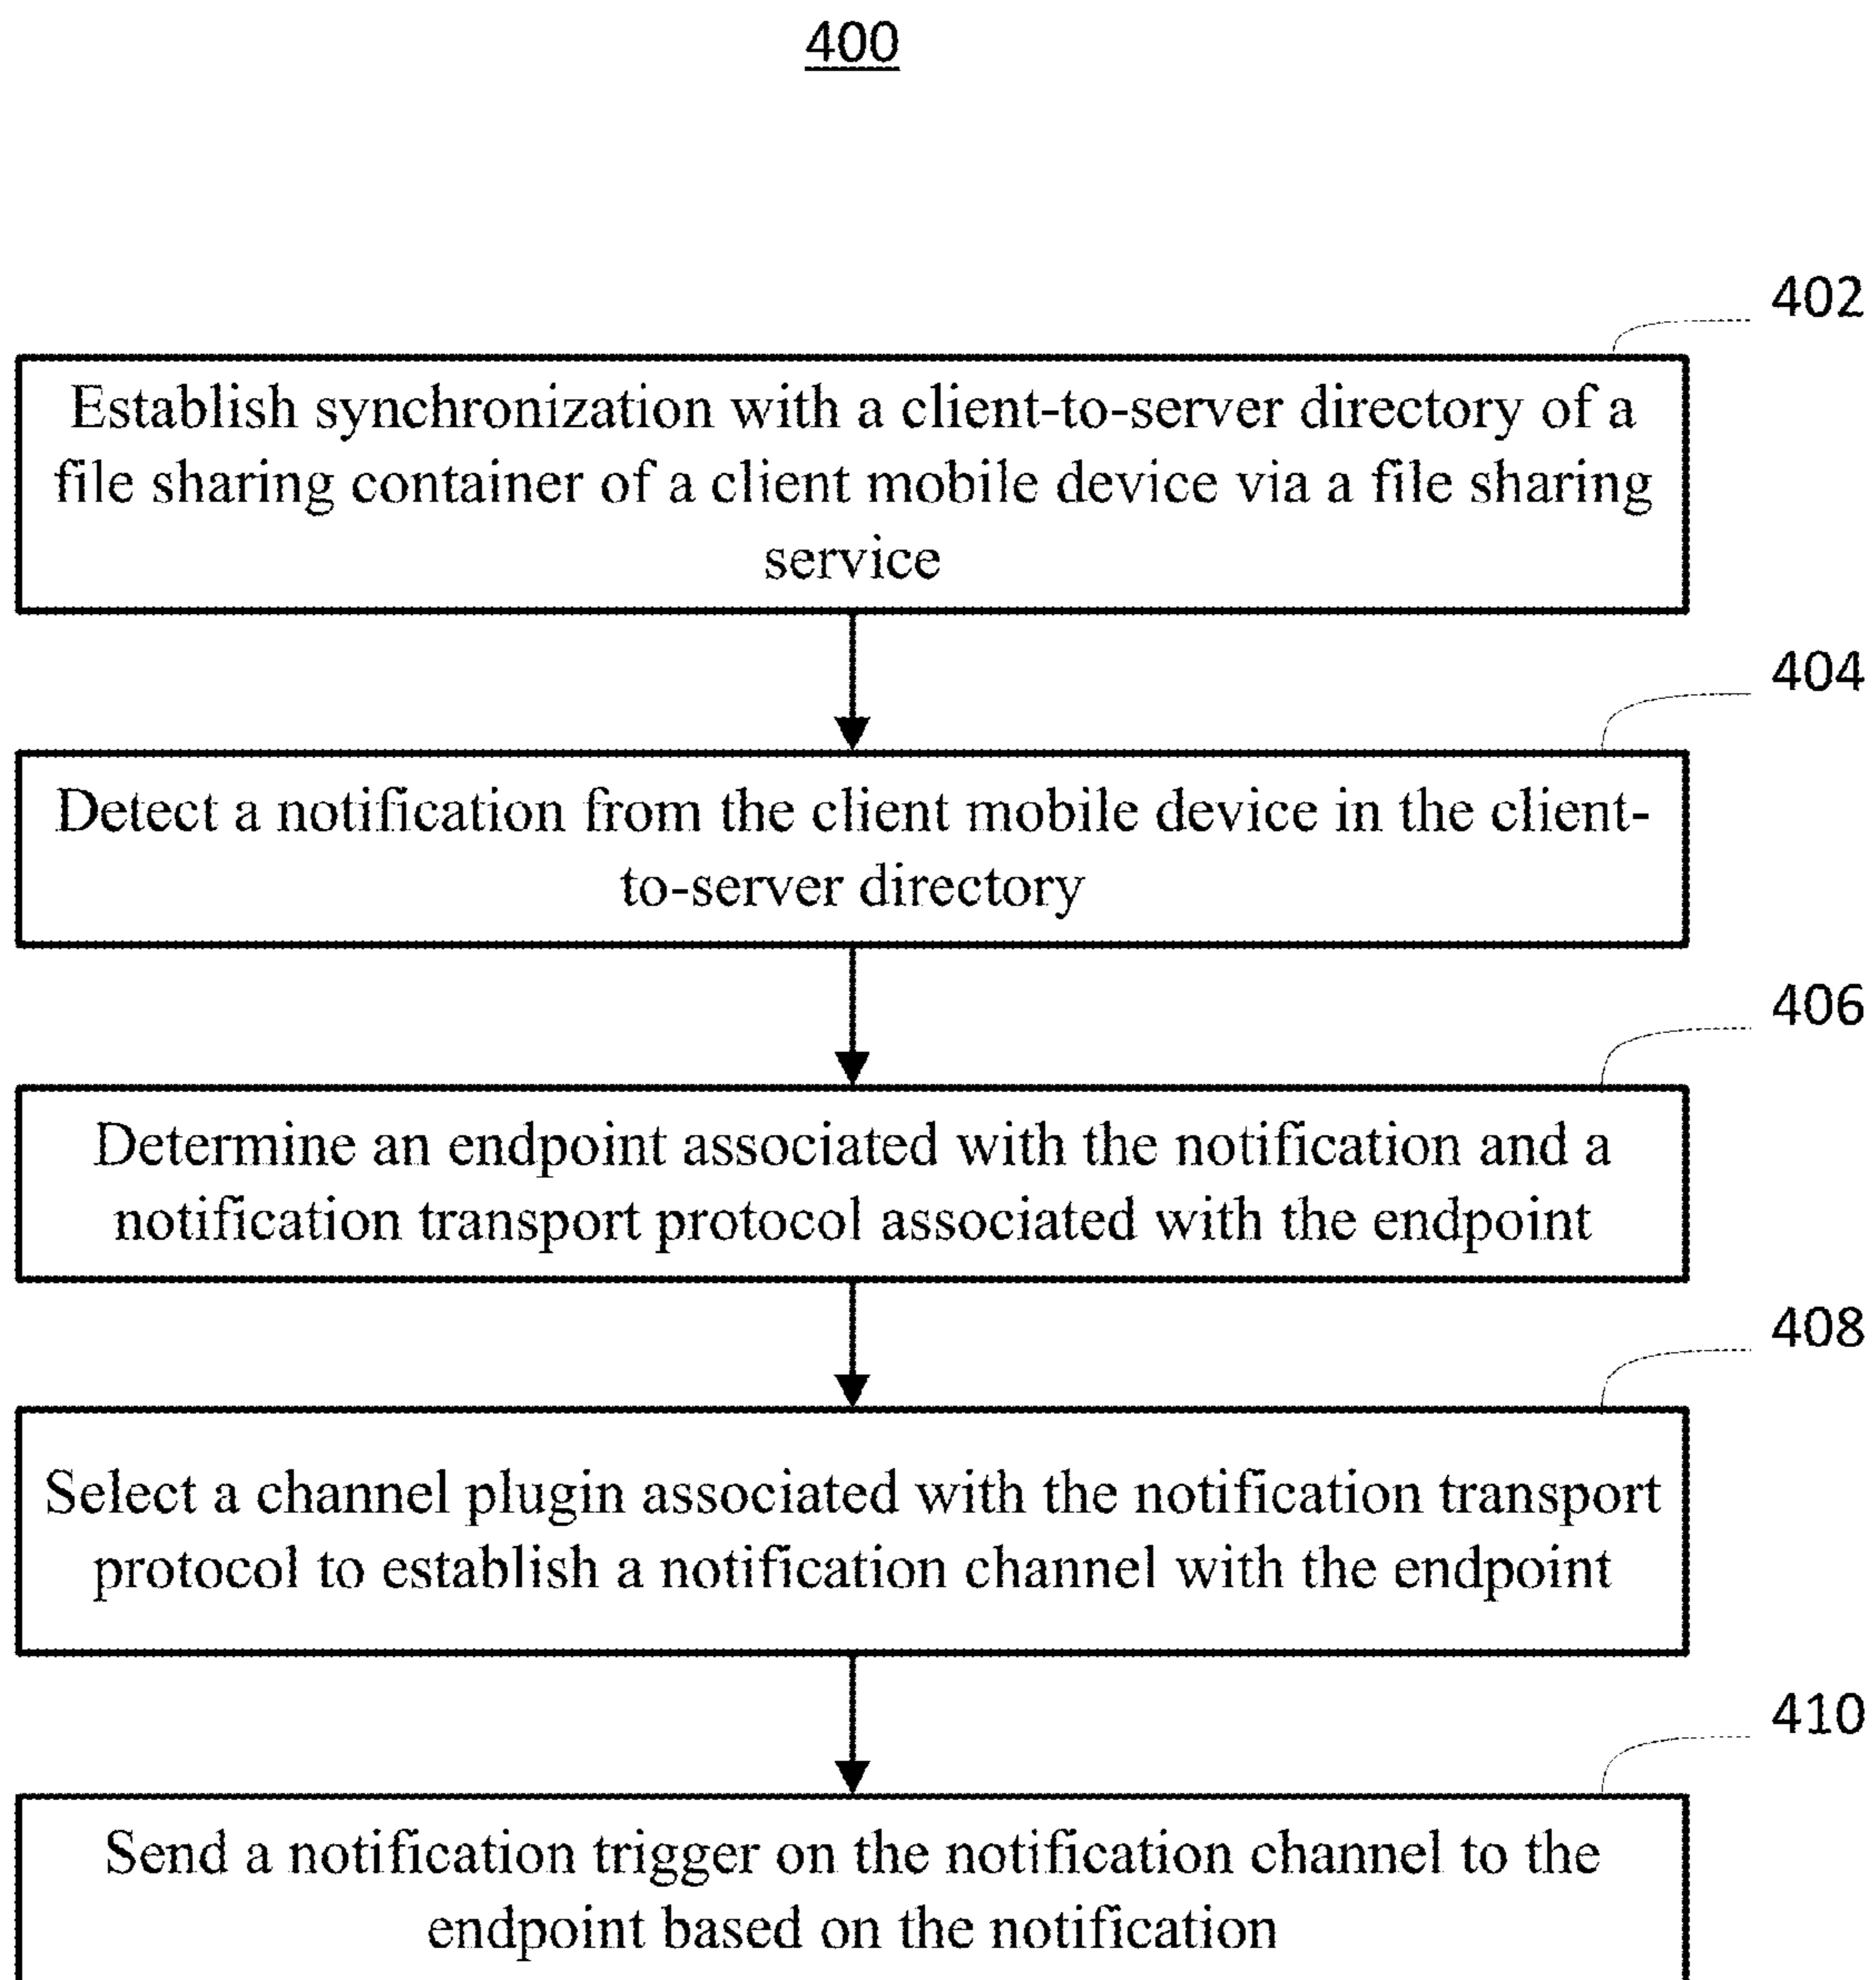 400
402
Establish synchronization with a client-to-server directory of a
file sharing container of a client mobile device via a file sharing
service
404
Detect a notification from the client mobile device in the client-
to-server directory
406
Determine an endpoint associated with the notification and a
notification transport protocol associated with the endpoint
408
Select a channel plugin associated with the notification transport
protocol to establish a notification channel with the endpoint
410
Send a notification trigger on the notification channel to the
endpoint based on the notification